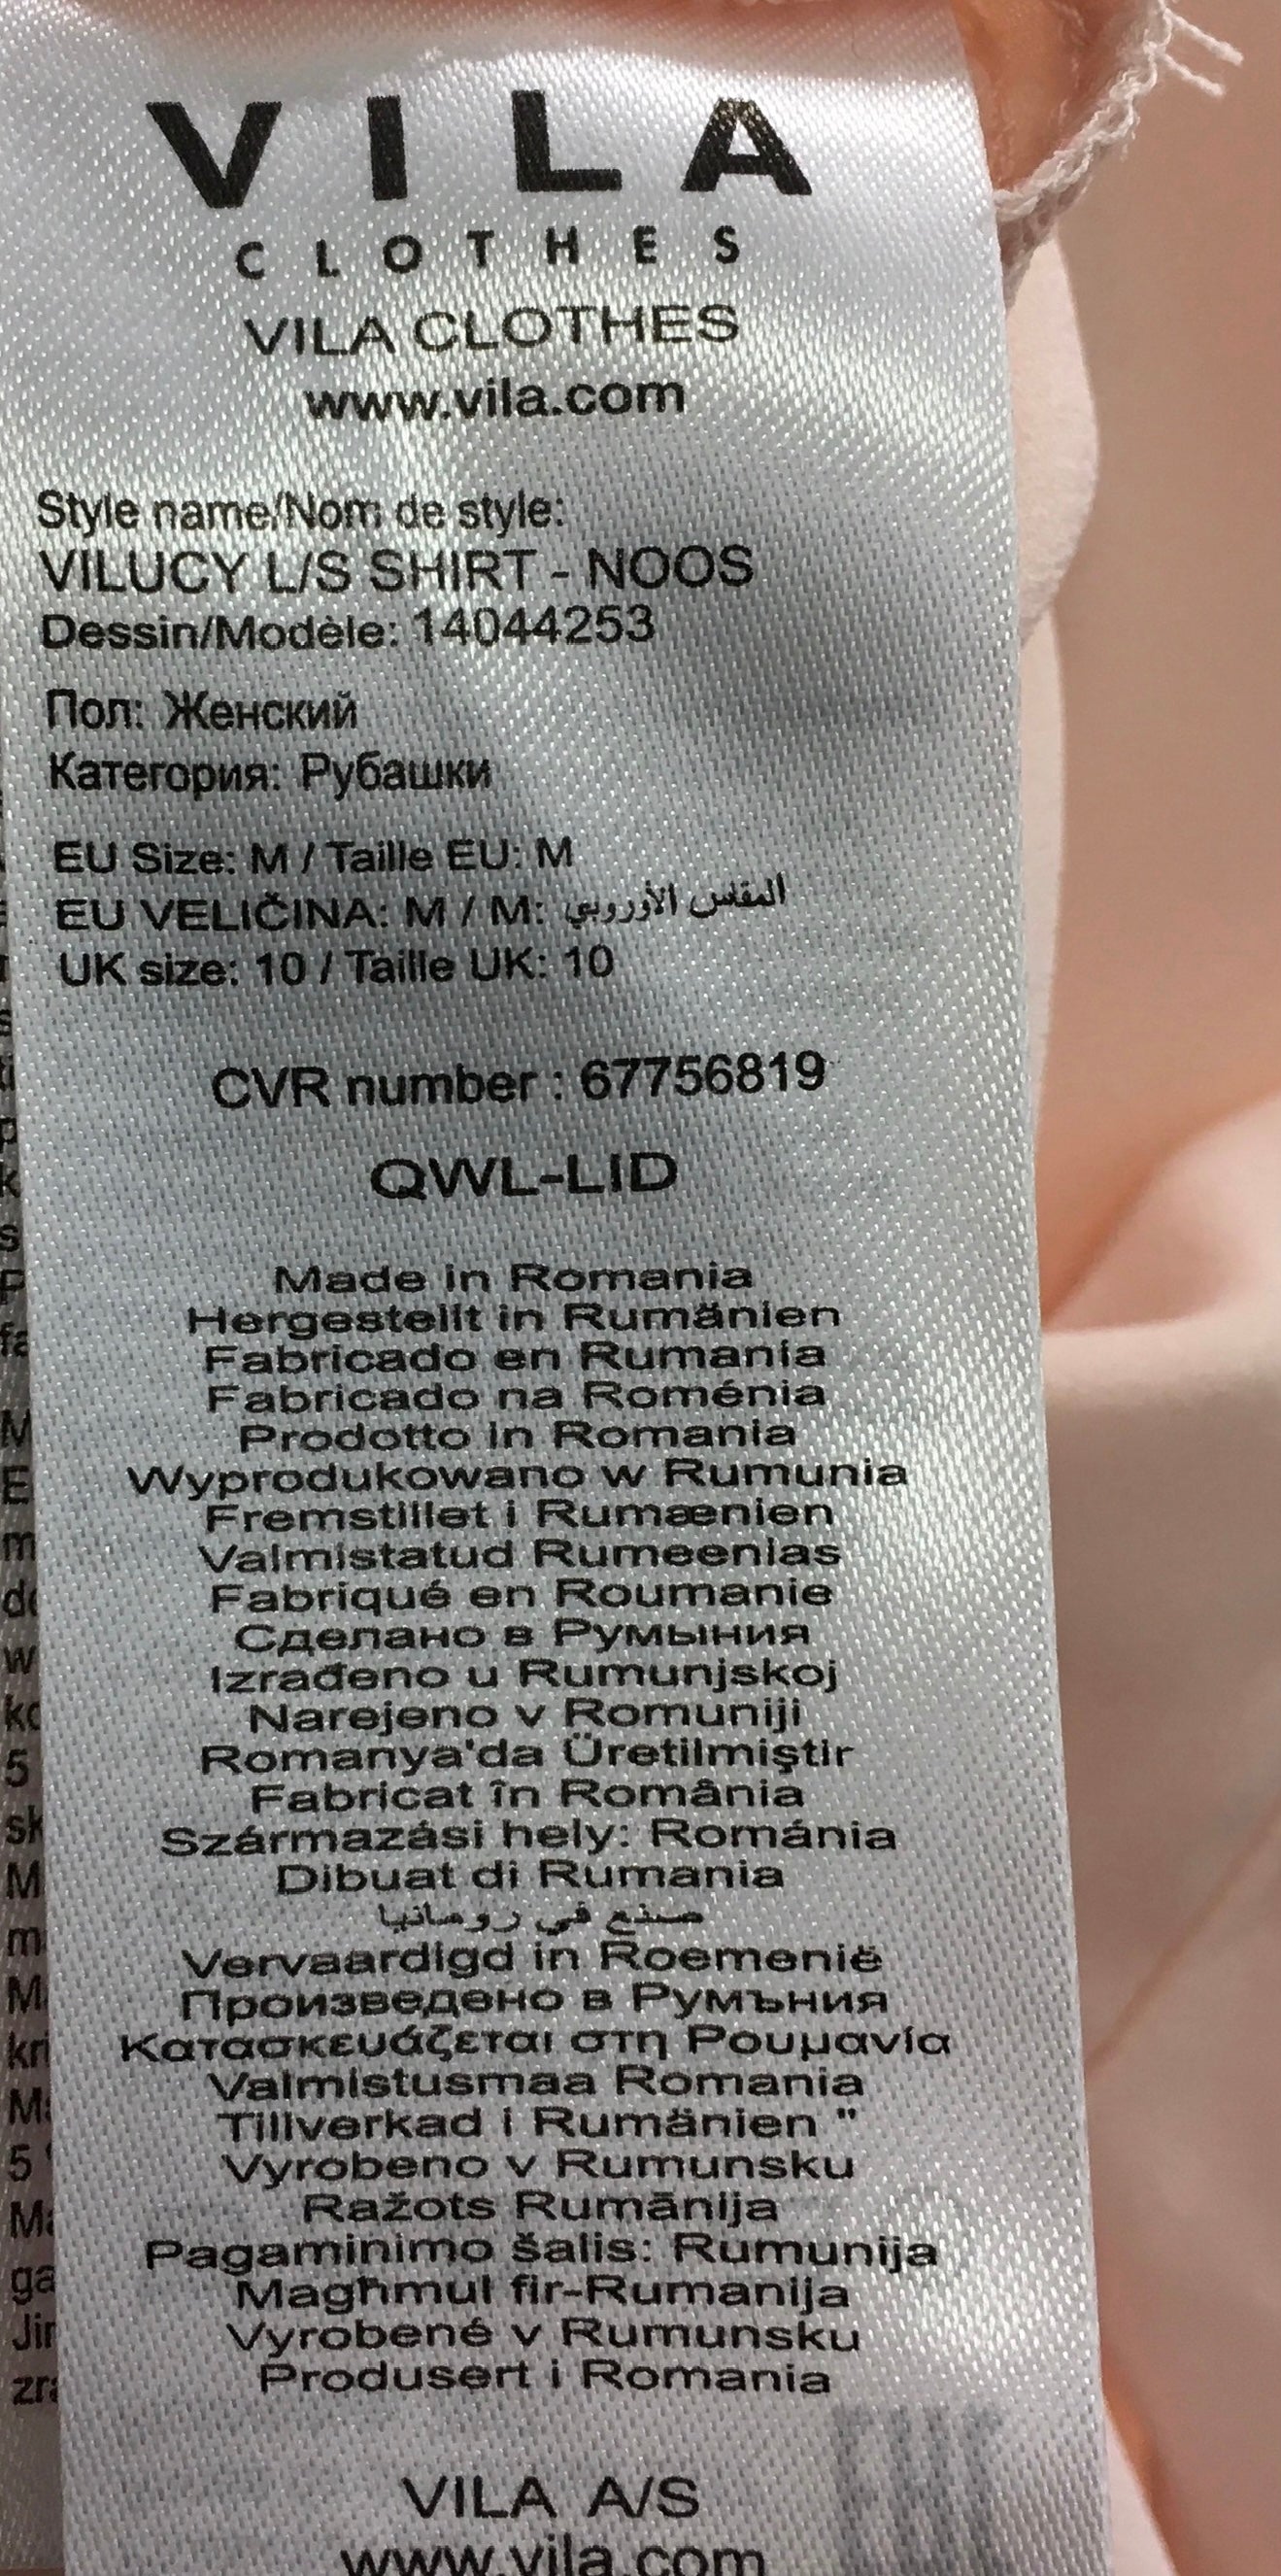 VILA
CLOTHES
VILA CLOTHES
www.vila.com
Style name/Nom de style:
VILUCY L/S SHIRT - NOOS
Dessin/Modèle: 14044253
Пол: Женский
Категория: Рубашки
EU Size: M / Taille EU: M
EU VELIČINA: M / M: المقاس الأوروبي
UK size: 10 / Taille UK: 10
CVR number : 67756819
QWL-LID
Made in Romania
Hergestellt in Rumänien
Fabricado en Rumanía
Fabricado na Roménia
Prodotto in Romania
Wyprodukowano w Rumunia
Fremstillet i Rumænien
Valmistatud Rumeenias
Fabriqué en Roumanie
Сделано в Румыния
Izrađeno u Rumunjskoj
Narejeno v Romuniji
Romanya'da Üretilmiştir
Fabricat în România
Származási hely: Románia
Dibuat di Rumania
صنع في رومانيا
Vervaardigd in Roemenië
Произведено в Румъния
Κατασκευάζεται στη Ρουμανία
Valmistusmaa Romania
Tillverkad i Rumänien "
Vyrobeno v Rumunsku
Ražots Rumānija
Pagaminimo šalis: Rumunija
Magħmul fir-Rumanija
Vyrobené v Rumunsku
Produsert i Romania
VILA A/S
www.vila.com